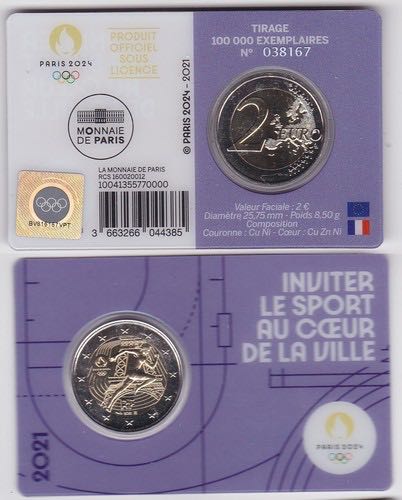 PARIS 2024
PRODUIT
OFFICIEL
SOUS
LICENCE
MONNAIE
DE PARIS
© PARIS 2024 - 2021
LA MONNAIE DE PARIS
RCS 160020012
10041355770000
3 663266 044385
TIRAGE
100 000 EXEMPLAIRES
N° 038167
2 EURO
Valeur Faciale : 2 €
Diamètre 25,75 mm - Poids 8,50 g
Composition
Couronne : Cu Ni - Cœur : Cu Zn Ni
INVITER
LE SPORT
AU CŒUR
DE LA VILLE
2021
PARIS 2024